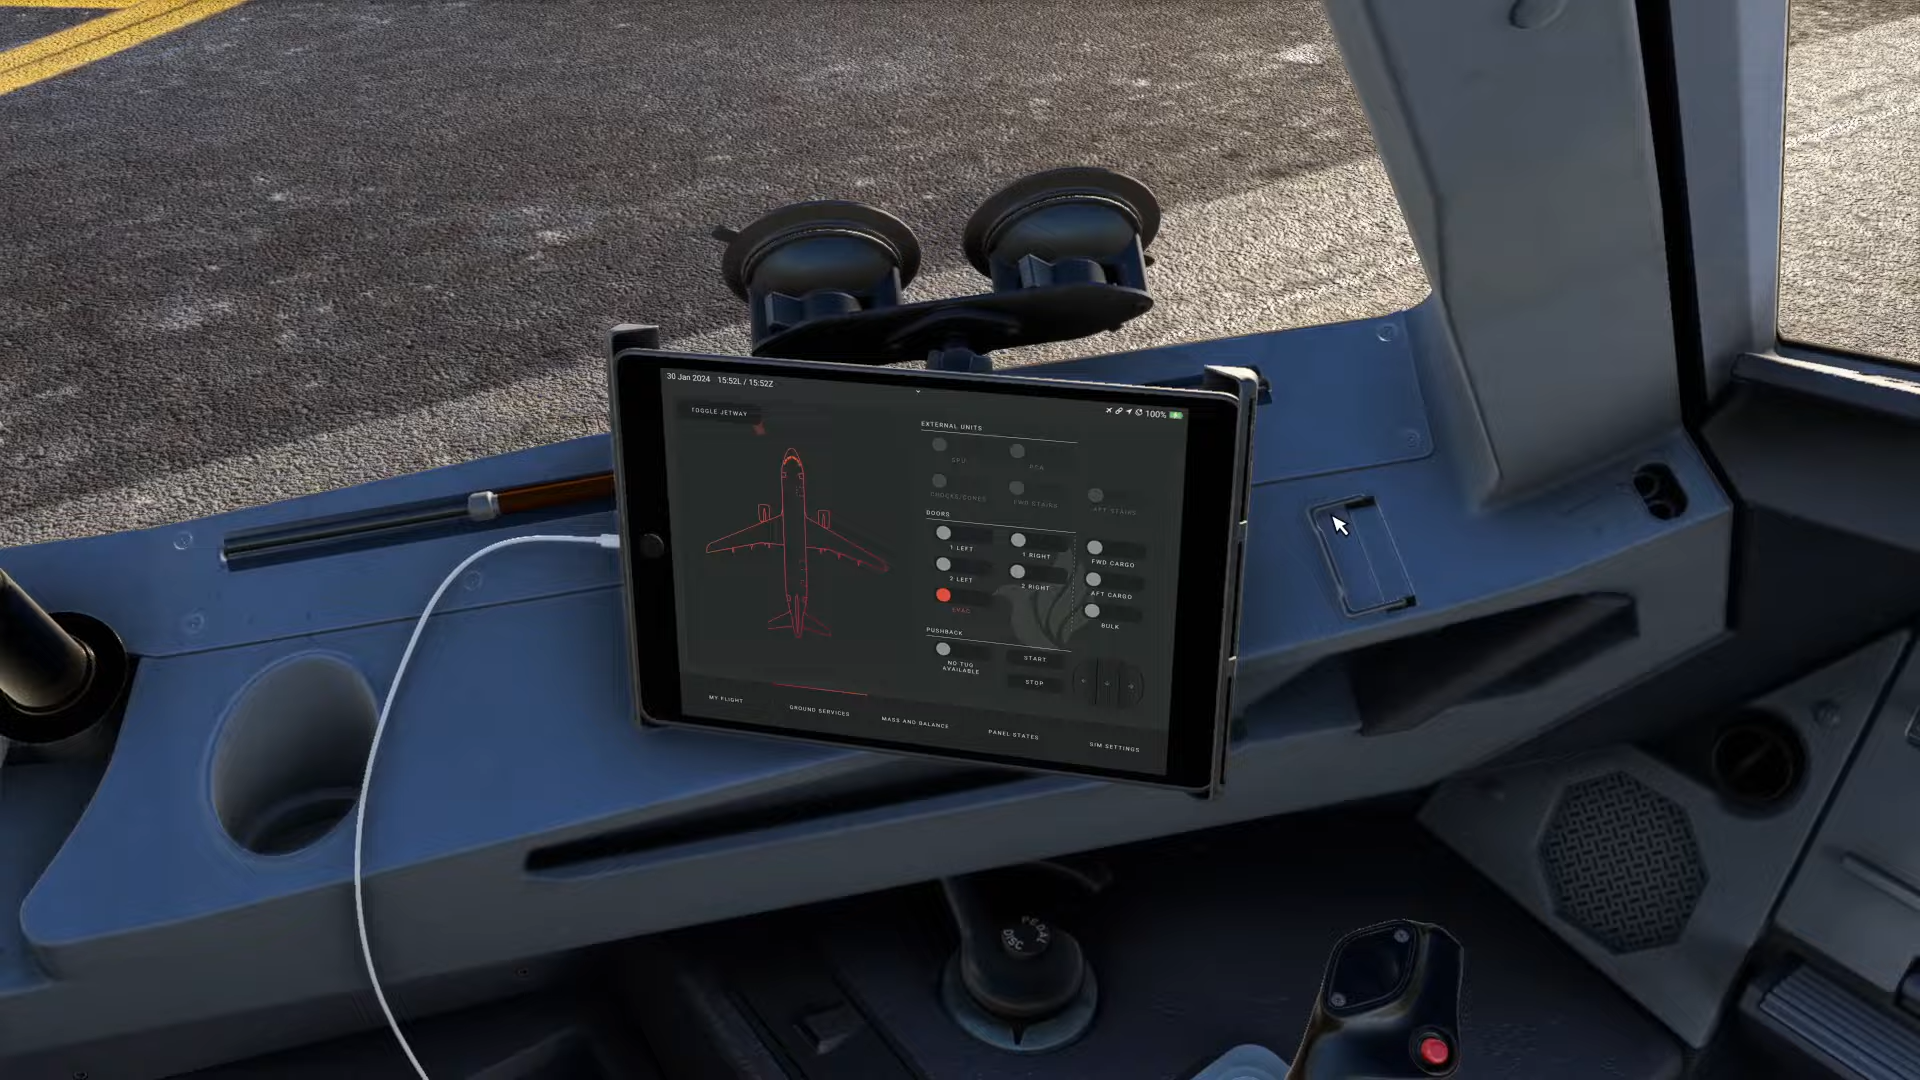 30 Jan 2024 15:52L / 15:52Z
100%
TOGGLE JETWAY
EXTERNAL UNITS
GPU
PCA
CHOCKS/CONES
FWD STAIRS
AFT STAIRS
DOORS
1 LEFT
1 RIGHT
FWD CARGO
2 LEFT
2 RIGHT
AFT CARGO
EVAC
BULK
PUSHBACK
NO TUG
AVAILABLE
START
STOP
MY FLIGHT
GROUND SERVICES
MASS AND BALANCE
PANEL STATES
SIM SETTINGS
PEDAL
DISC